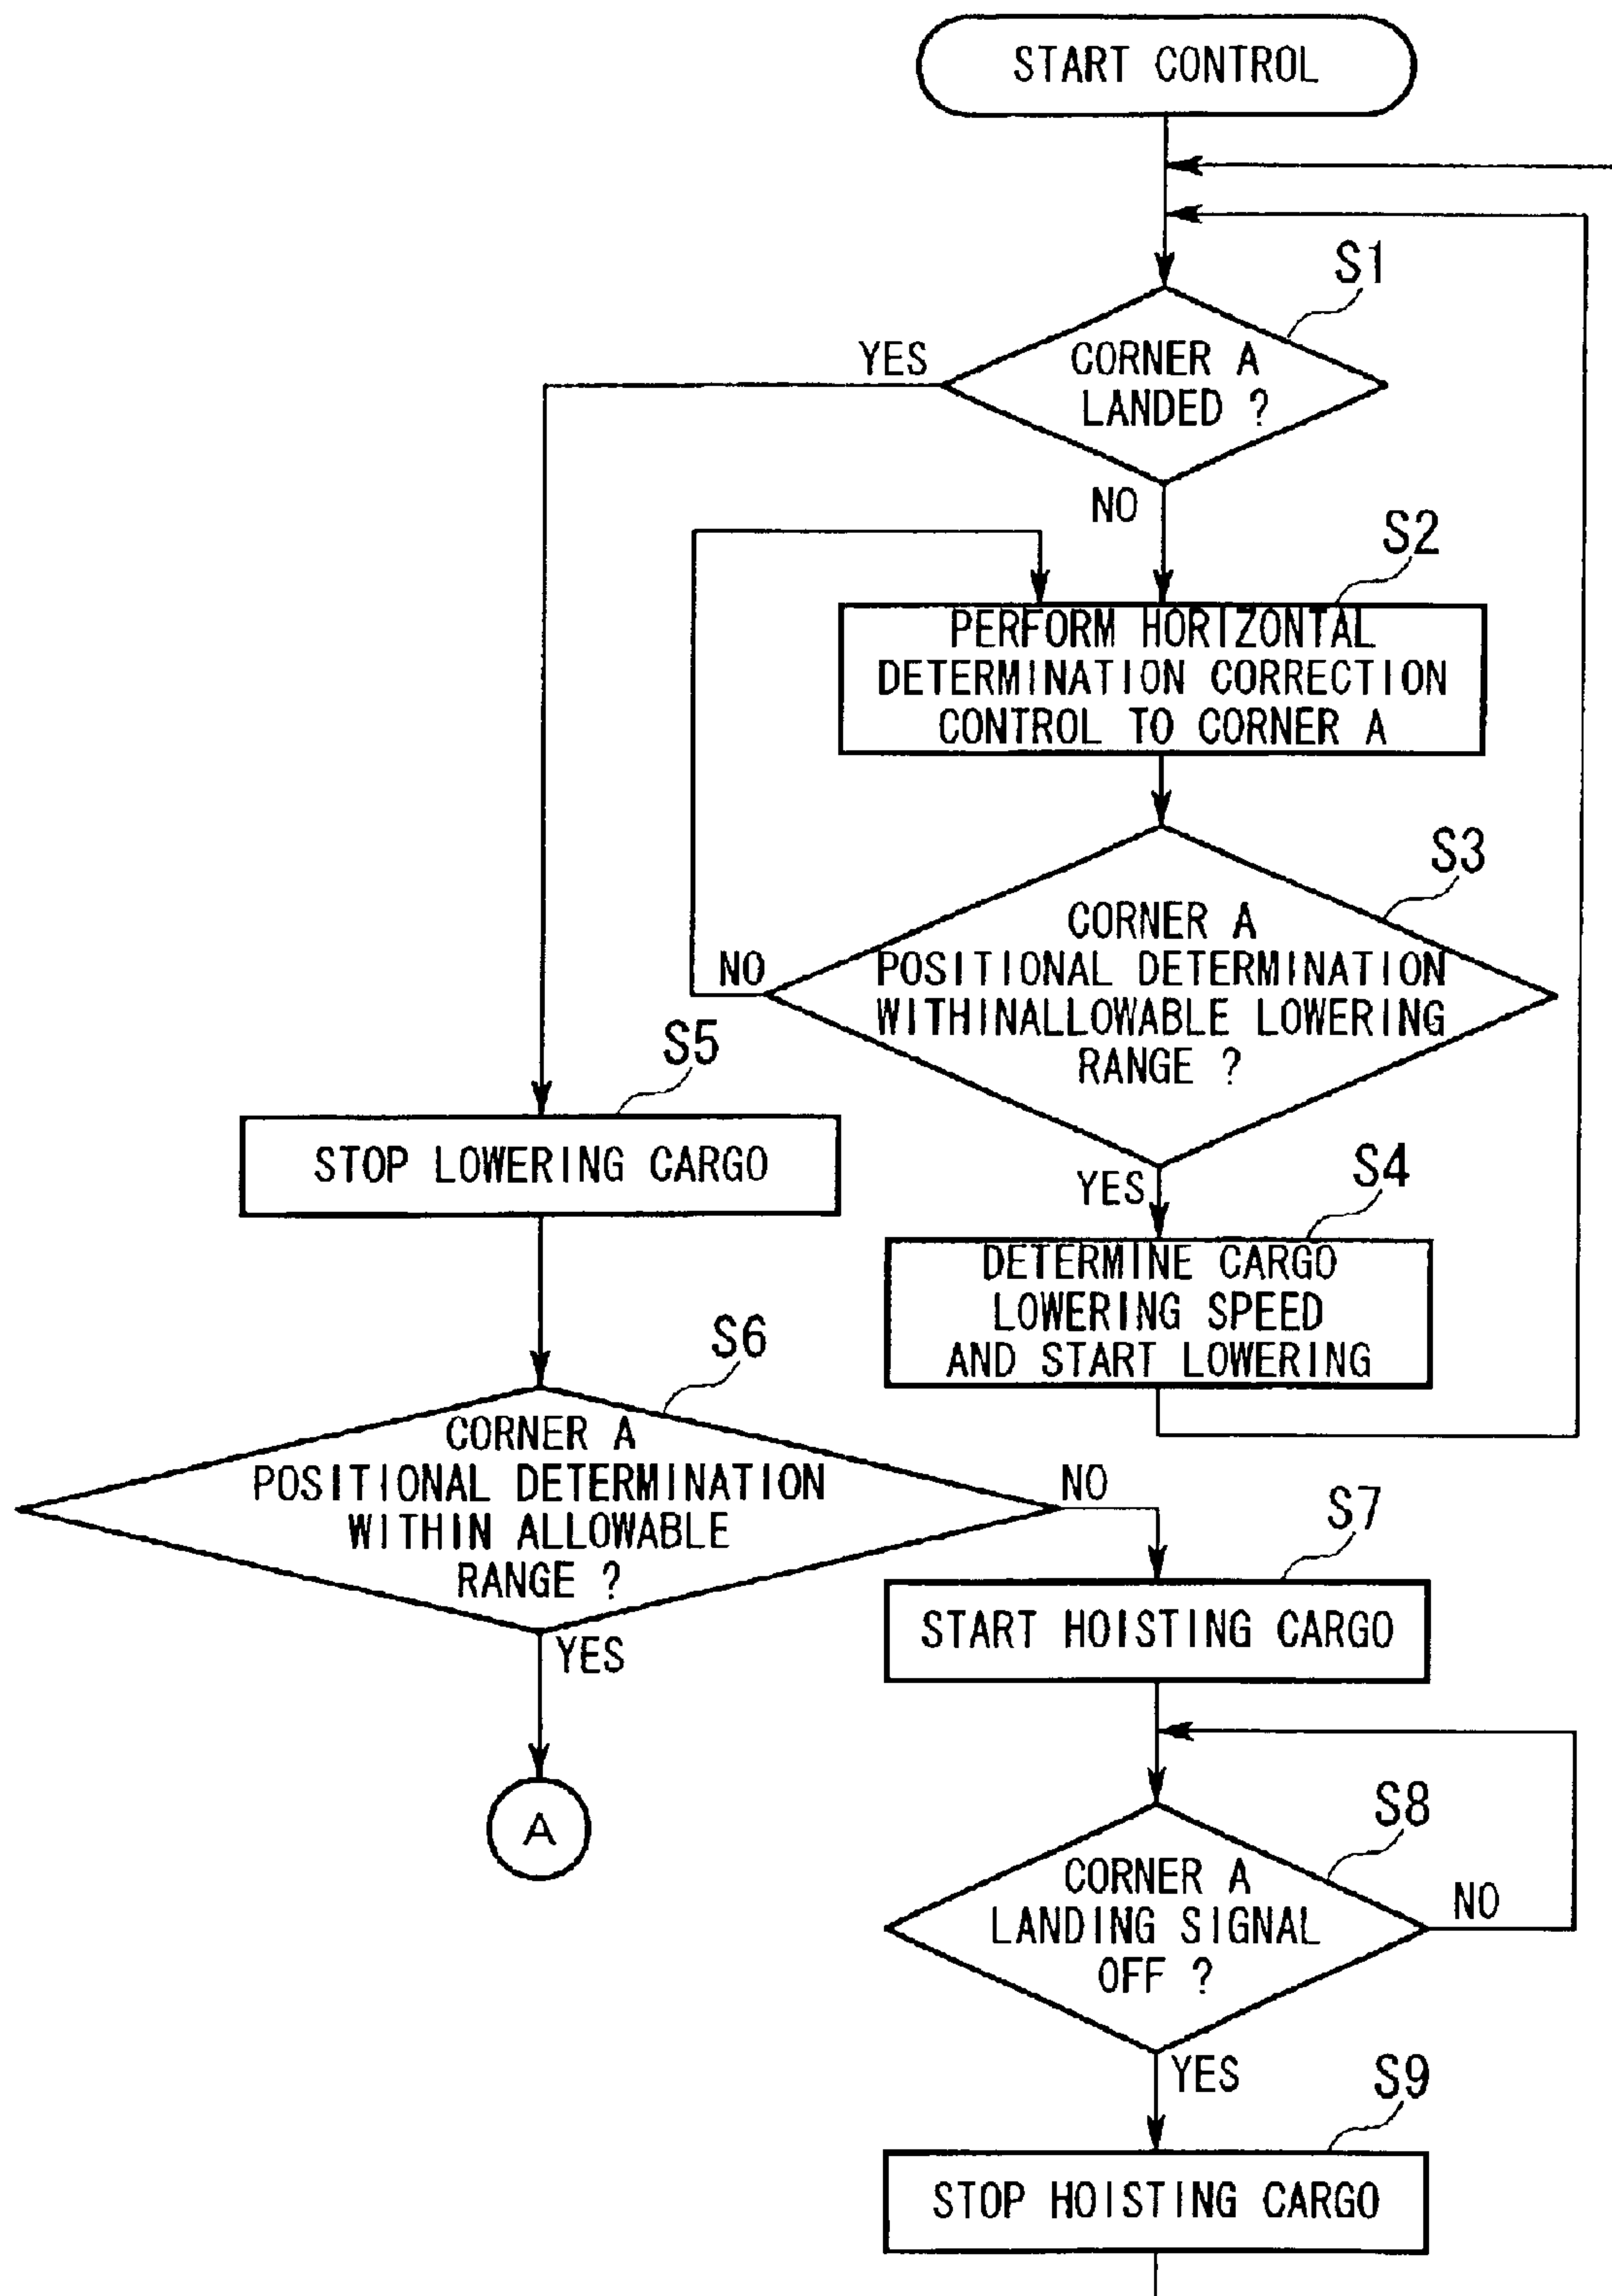 START CONTROL
S1
YES
CORNER A
LANDED ?
NO
S2
PERFORM HORIZONTAL
DETERMINATION CORRECTION
CONTROL TO CORNER A
S3
CORNER A
POSITIONAL DETERMINATION
WITHINALLOWABLE LOWERING
RANGE ?
NO
S5
STOP LOWERING CARGO
YES
S4
DETERMINE CARGO
LOWERING SPEED
AND START LOWERING
S6
CORNER A
POSITIONAL DETERMINATION
WITHIN ALLOWABLE
RANGE ?
NO
YES
S7
START HOISTING CARGO
A
S8
CORNER A
LANDING SIGNAL
OFF ?
NO
YES
S9
STOP HOISTING CARGO